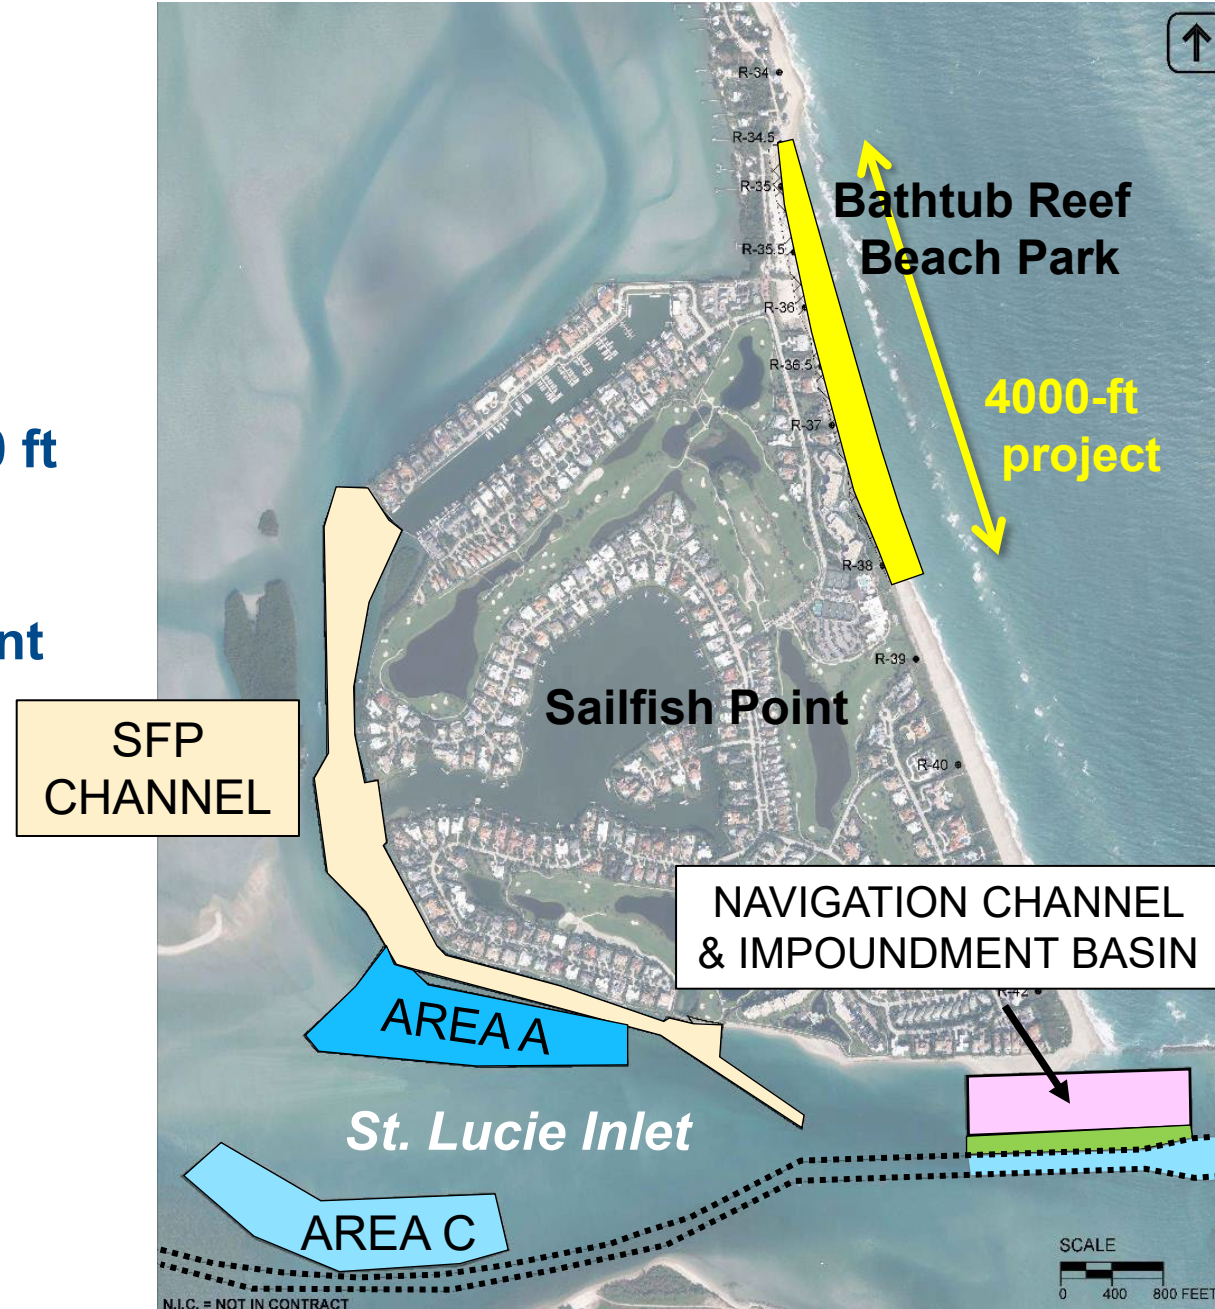 R-34
R-34.5
R-35
Bathtub Reef
Beach Park
R-35.5
R-36
R-36.5
4000-ft
project
R-37
0 ft
R-38
nt
R-39
Sailfish Point
SFP
CHANNEL
R-40
NAVIGATION CHANNEL
& IMPOUNDMENT BASIN
R-42
AREA A
St. Lucie Inlet
AREA C
SCALE
0 400 800 FEET
N.I.C. = NOT IN CONTRACT